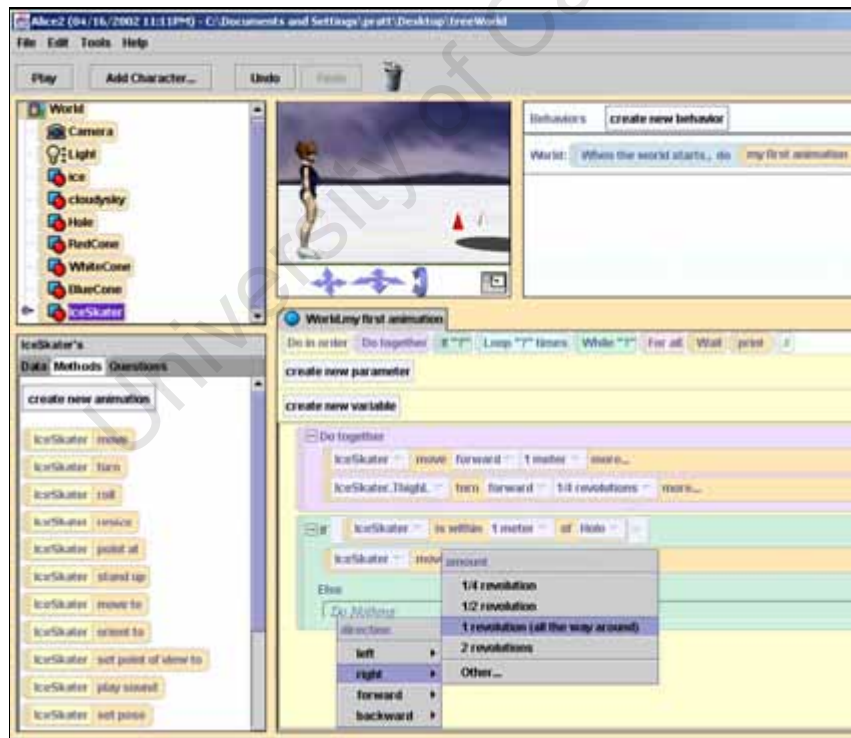 Alice2 (04/16/2002 11:11PM) - C:\Documents and Settings\pratt\Desktop\freeWorld
File Edit Tools Help
Play Add Character... Undo
World
Camera
Light
ice
cloudysky
Hole
RedCone
WhiteCone
BlueCone
IceSkater
Behaviors create new behavior
World: When the world starts, do my first animation
IceSkater's
Data Methods Questions
create new animation
IceSkater move
IceSkater turn
IceSkater roll
IceSkater resize
IceSkater point at
IceSkater stand up
IceSkater move to
IceSkater orient to
IceSkater set point of view to
IceSkater play sound
IceSkater set pose
World.my first animation
Do in order Do together If "?" Loop "?" times While "?" For all Wait print //
create new parameter
create new variable
Do together
IceSkater move forward 1 meter more...
IceSkater.ThighL turn forward 1/4 revolutions more...
If IceSkater is within 1 meter of Hole
IceSkater move
Else
Do Nothing
direction
left
right
forward
backward
amount
1/4 revolution
1/2 revolution
1 revolution (all the way around)
2 revolutions
Other...
University of Ca